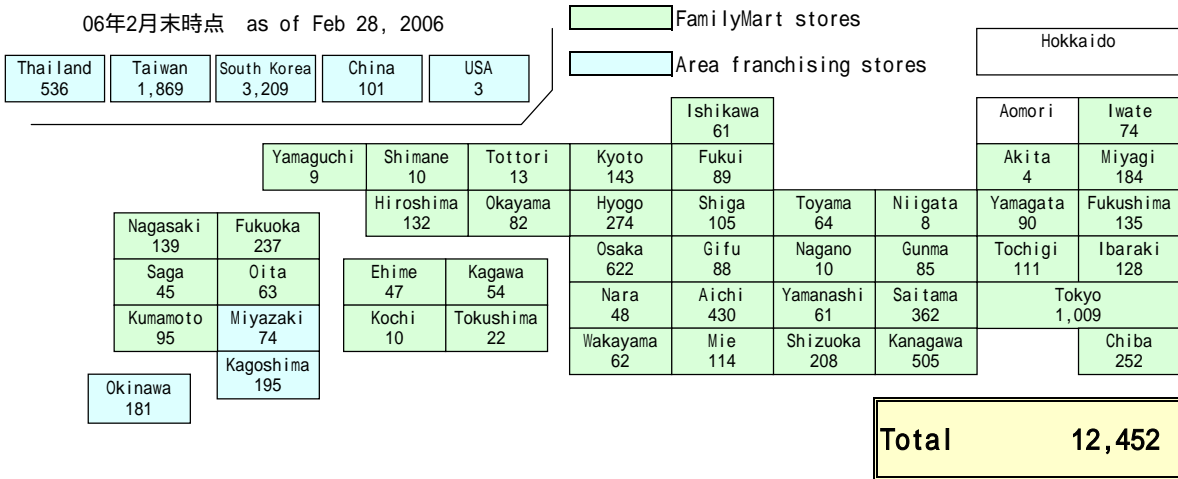 06年2月末時点 as of Feb 28, 2006
FamilyMart stores
Area franchising stores
Hokkaido
Thailand
536
Taiwan
1,869
South Korea
3,209
China
101
USA
3
Ishikawa
61
Aomori
Iwate
74
Yamaguchi
9
Shimane
10
Tottori
13
Kyoto
143
Fukui
89
Akita
4
Miyagi
184
Hiroshima
132
Okayama
82
Hyogo
274
Shiga
105
Toyama
64
Niigata
8
Yamagata
90
Fukushima
135
Nagasaki
139
Fukuoka
237
Osaka
622
Gifu
88
Nagano
10
Gunma
85
Tochigi
111
Ibaraki
128
Saga
45
Oita
63
Ehime
47
Kagawa
54
Nara
48
Aichi
430
Yamanashi
61
Saitama
362
Tokyo
1,009
Kumamoto
95
Miyazaki
74
Kochi
10
Tokushima
22
Wakayama
62
Mie
114
Shizuoka
208
Kanagawa
505
Chiba
252
Kagoshima
195
Okinawa
181
Total 12,452